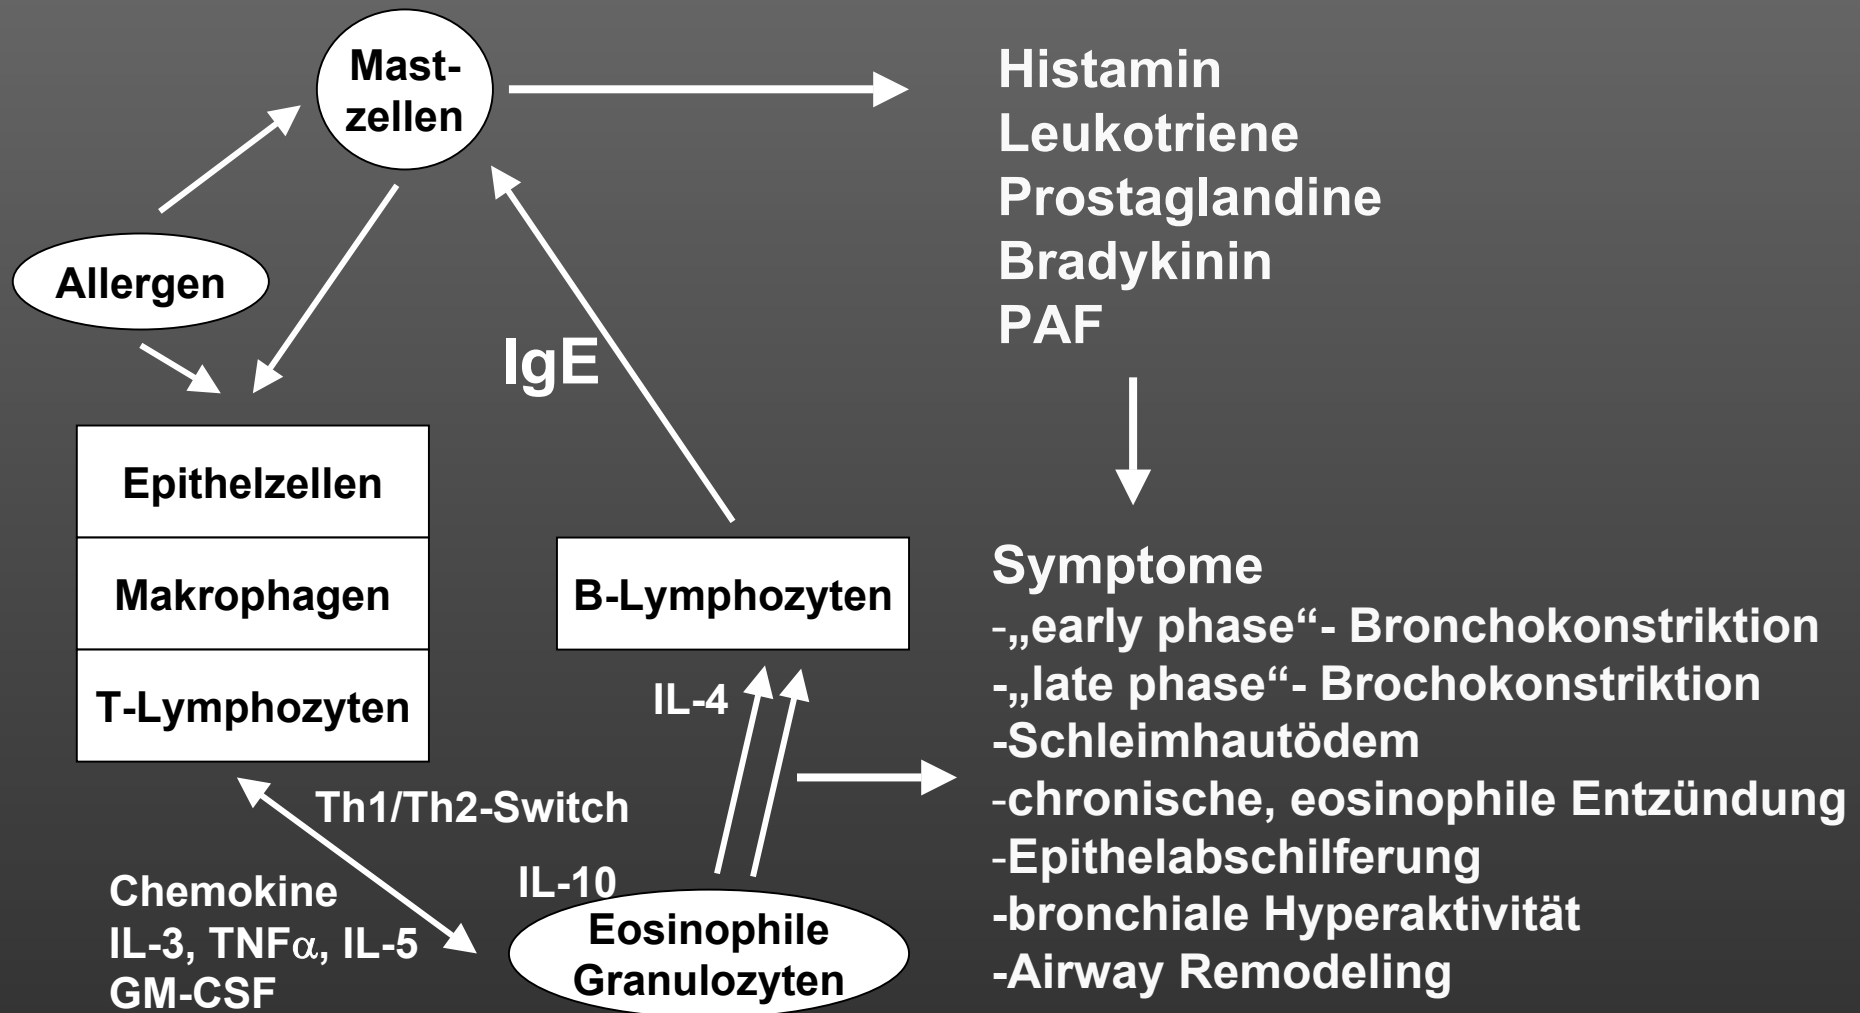 Mast-
zellen
Histamin
Leukotriene
Prostaglandine
Bradykinin
PAF
Allergen
IgE
Epithelzellen
Makrophagen
T-Lymphozyten
B-Lymphozyten
IL-4
Th1/Th2-Switch
IL-10
Chemokine
IL-3, TNFα, IL-5
GM-CSF
Eosinophile
Granulozyten
Symptome
-„early phase“- Bronchokonstriktion
-„late phase“- Brochokonstriktion
-Schleimhautödem
-chronische, eosinophile Entzündung
-Epithelabschilferung
-bronchiale Hyperaktivität
-Airway Remodeling